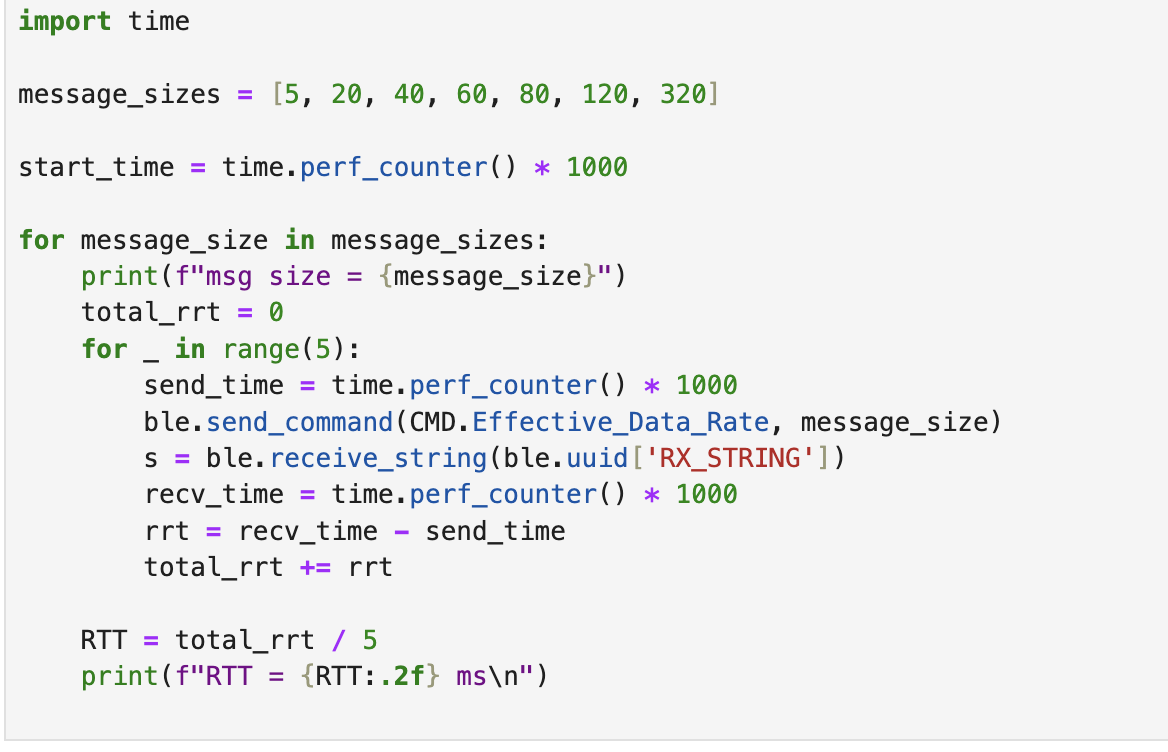 import time
message_sizes = [5, 20, 40, 60, 80, 120, 320]
start_time = time.perf_counter() * 1000
for message_size in message_sizes:
    print(f"msg size = {message_size}")
    total_rrt = 0
    for _ in range(5):
        send_time = time.perf_counter() * 1000
        ble.send_command(CMD.Effective_Data_Rate, message_size)
        s = ble.receive_string(ble.uuid['RX_STRING'])
        recv_time = time.perf_counter() * 1000
        rrt = recv_time - send_time
        total_rrt += rrt
    RTT = total_rrt / 5
    print(f"RTT = {RTT:.2f} ms\n")